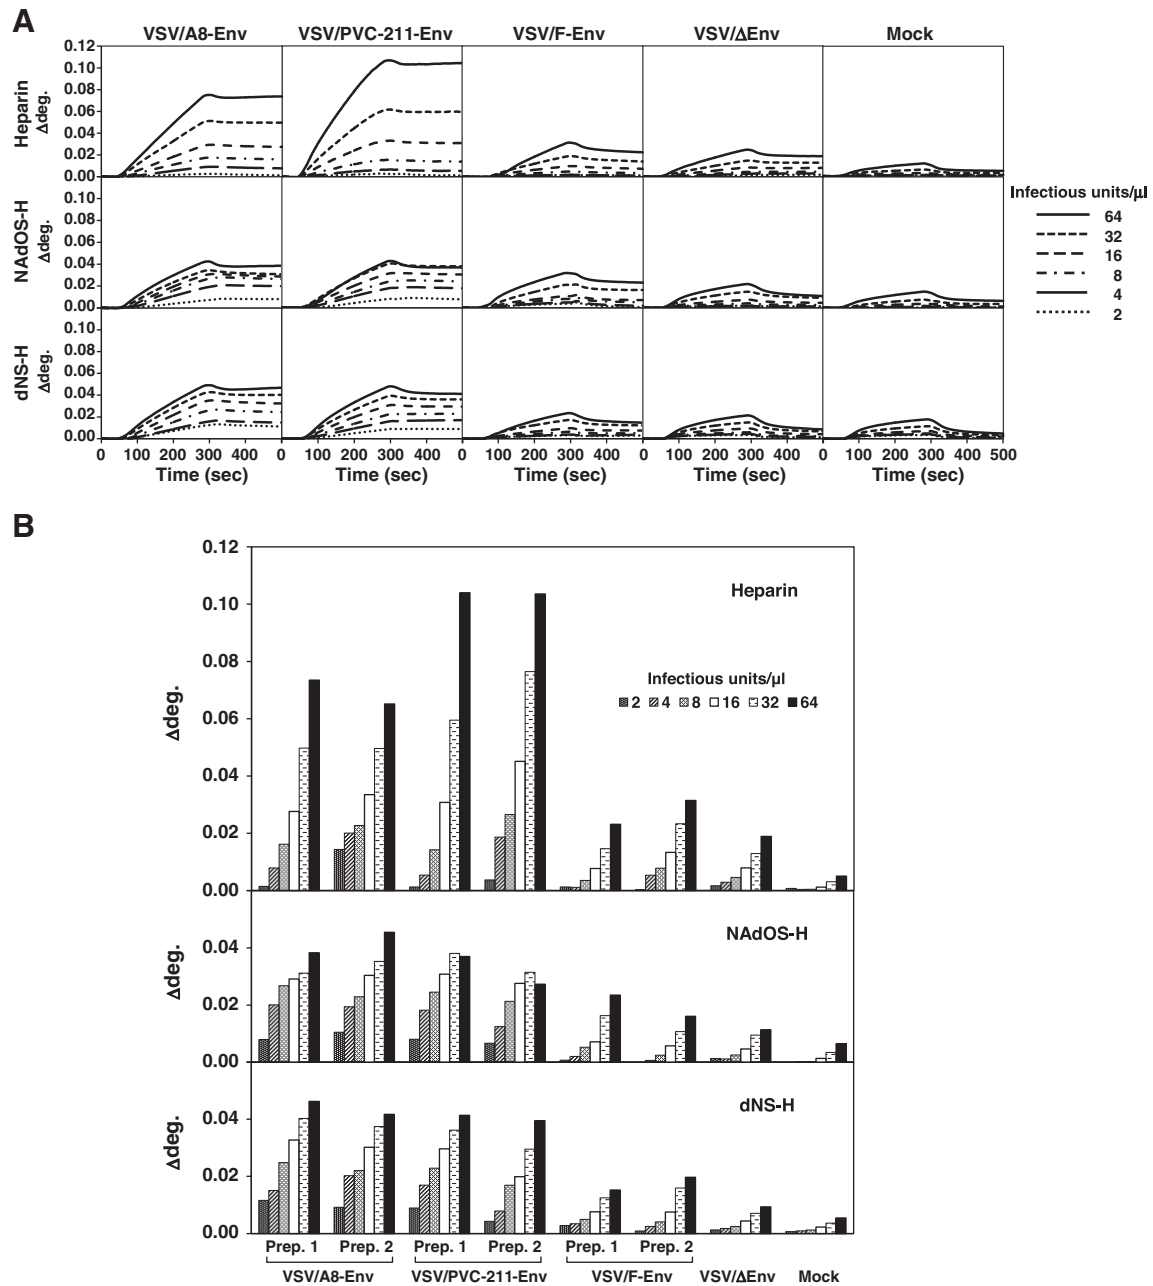 A
VSV/A8-Env VSV/PVC-211-Env VSV/F-Env VSV/ΔEnv Mock
Heparin
Δdeg.
0.12
0.10
0.08
0.06
0.04
0.02
0.00
NAdOS-H
Δdeg.
0.10
0.08
0.06
0.04
0.02
0.00
dNS-H
Δdeg.
0.10
0.08
0.06
0.04
0.02
0.00
Infectious units/μl
64
32
16
8
4
2
0 100 200 300 400 100 200 300 400 0 100 200 300 400 0 100 200 300 400 0 100 200 300 400 500
Time (sec) Time (sec) Time (sec) Time (sec) Time (sec)
B
Δdeg.
0.12
0.10
0.08
0.06
0.04
0.02
0.00
Heparin
Infectious units/μl
2 4 8 16 32 64
Δdeg.
0.04
0.02
0.00
NAdOS-H
Δdeg.
0.04
0.02
0.00
dNS-H
Prep. 1 Prep. 2 Prep. 1 Prep. 2 Prep. 1 Prep. 2
VSV/A8-Env VSV/PVC-211-Env VSV/F-Env VSV/ΔEnv Mock